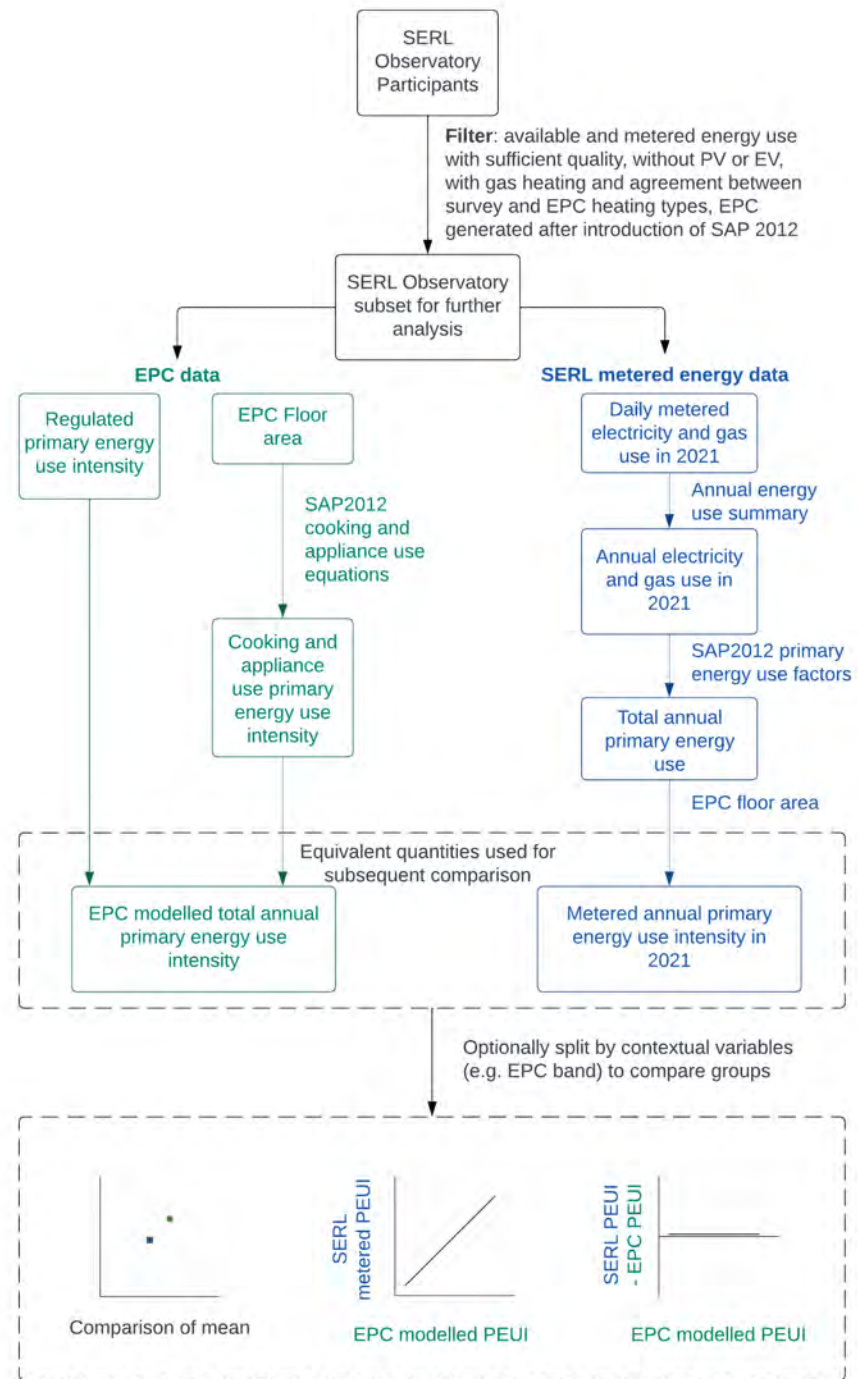 SERL
Observatory
Participants
Filter: available and metered energy use
with sufficient quality, without PV or EV,
with gas heating and agreement between
survey and EPC heating types, EPC
generated after introduction of SAP 2012
SERL Observatory
subset for further
analysis
EPC data
Regulated
primary energy
use intensity
EPC Floor
area
SAP2012
cooking and
appliance use
equations
Cooking and
appliance
use primary
energy use
intensity
SERL metered energy data
Daily metered
electricity and gas
use in 2021
Annual energy
use summary
Annual electricity
and gas use in
2021
SAP2012 primary
energy use factors
Total annual
primary energy
use
EPC floor area
Equivalent quantities used for
subsequent comparison
EPC modelled total annual
primary energy use
intensity
Metered annual primary
energy use intensity in
2021
Optionally split by contextual variables
(e.g. EPC band) to compare groups
Comparison of mean
SERL
metered PEUI
EPC modelled PEUI
SERL PEUI
- EPC PEUI
EPC modelled PEUI